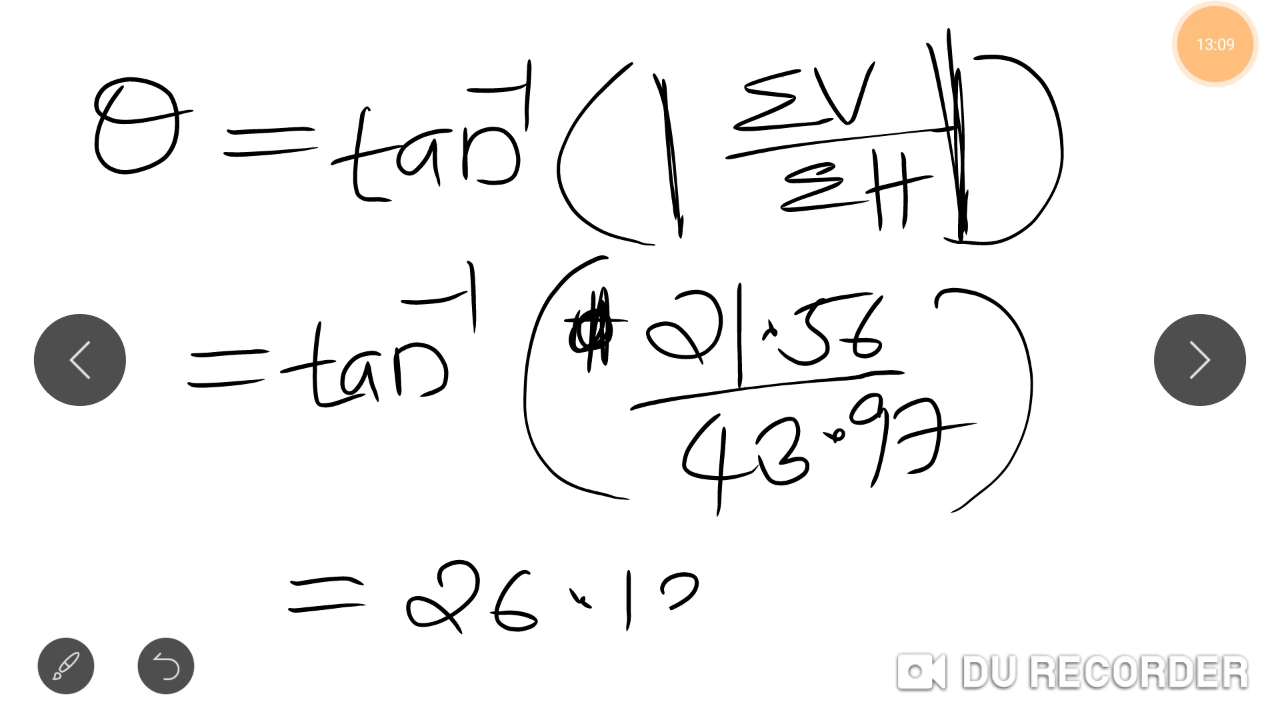 13:09
θ = tan⁻¹(|ΣV/ΣH|)
= tan⁻¹(21.56/43.97)
= 26.12
DU RECORDER